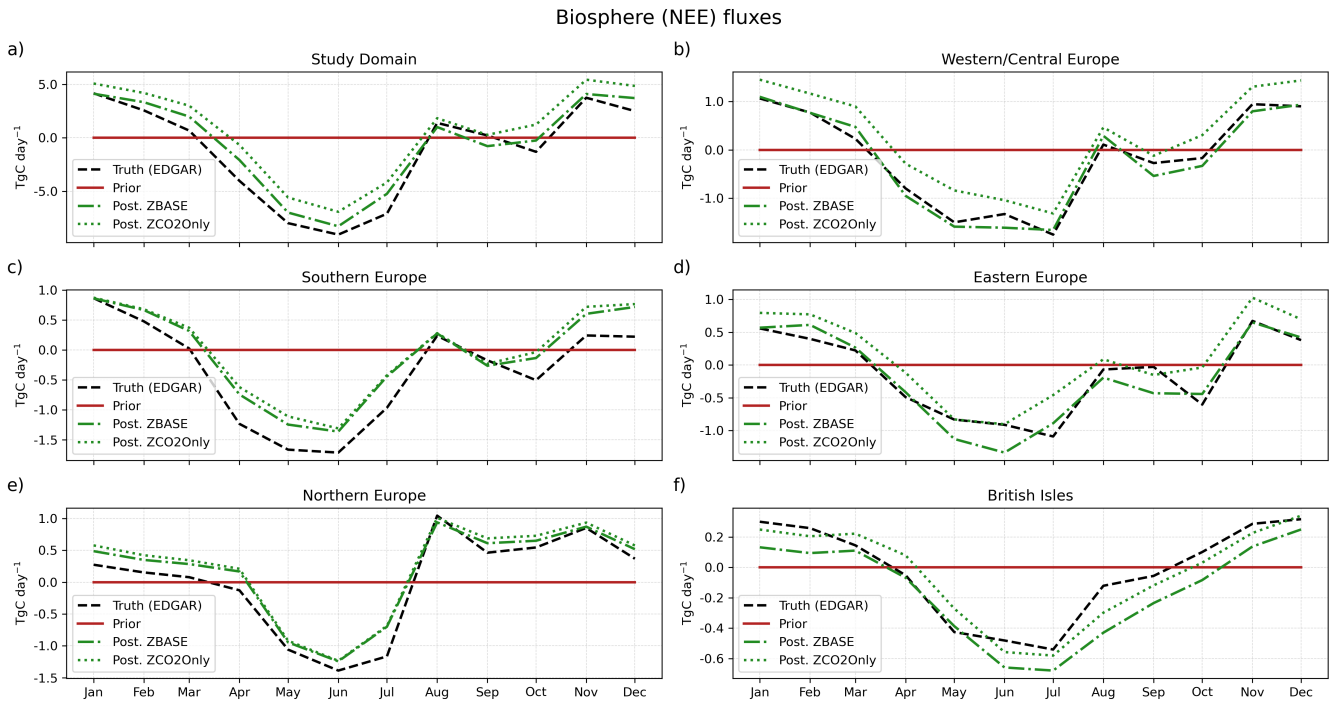 Biosphere (NEE) fluxes
a)
Study Domain
TgC day⁻¹
5.0
0.0
-5.0
Truth (EDGAR)
Prior
Post. ZBASE
Post. ZCO2Only
b)
Western/Central Europe
TgC day⁻¹
1.0
0.0
-1.0
Truth (EDGAR)
Prior
Post. ZBASE
Post. ZCO2Only
c)
Southern Europe
TgC day⁻¹
1.0
0.5
0.0
-0.5
-1.0
-1.5
Truth (EDGAR)
Prior
Post. ZBASE
Post. ZCO2Only
d)
Eastern Europe
TgC day⁻¹
1.0
0.5
0.0
-0.5
-1.0
Truth (EDGAR)
Prior
Post. ZBASE
Post. ZCO2Only
e)
Northern Europe
TgC day⁻¹
1.0
0.5
0.0
-0.5
-1.0
-1.5
Truth (EDGAR)
Prior
Post. ZBASE
Post. ZCO2Only
Jan Feb Mar Apr May Jun Jul Aug Sep Oct Nov Dec
f)
British Isles
TgC day⁻¹
0.2
0.0
-0.2
-0.4
-0.6
Truth (EDGAR)
Prior
Post. ZBASE
Post. ZCO2Only
Jan Feb Mar Apr May Jun Jul Aug Sep Oct Nov Dec